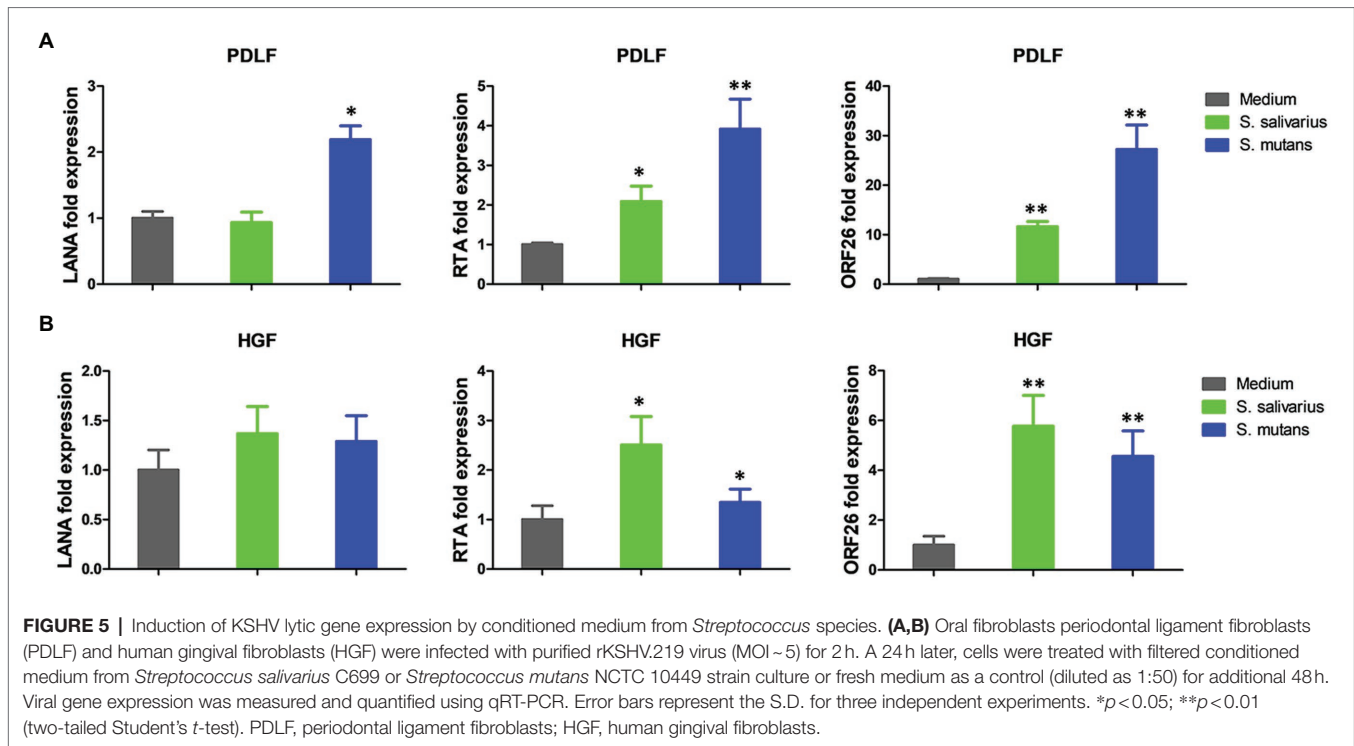 A
PDLF
PDLF
PDLF
LANA fold expression
3
2
1
0
*
RTA fold expression
5
4
3
2
1
0
*
**
ORF26 fold expression
40
30
20
10
0
**
**
Medium
S. salivarius
S. mutans
B
HGF
HGF
HGF
LANA fold expression
2.0
1.5
1.0
0.5
0.0
RTA fold expression
4
3
2
1
0
*
*
ORF26 fold expression
8
6
4
2
0
**
**
Medium
S. salivarius
S. mutans
FIGURE 5 | Induction of KSHV lytic gene expression by conditioned medium from Streptococcus species. (A,B) Oral fibroblasts periodontal ligament fibroblasts
(PDLF) and human gingival fibroblasts (HGF) were infected with purified rKSHV.219 virus (MOI ~ 5) for 2 h. A 24 h later, cells were treated with filtered conditioned
medium from Streptococcus salivarius C699 or Streptococcus mutans NCTC 10449 strain culture or fresh medium as a control (diluted as 1:50) for additional 48 h.
Viral gene expression was measured and quantified using qRT-PCR. Error bars represent the S.D. for three independent experiments. *p < 0.05; **p < 0.01
(two-tailed Student's t-test). PDLF, periodontal ligament fibroblasts; HGF, human gingival fibroblasts.